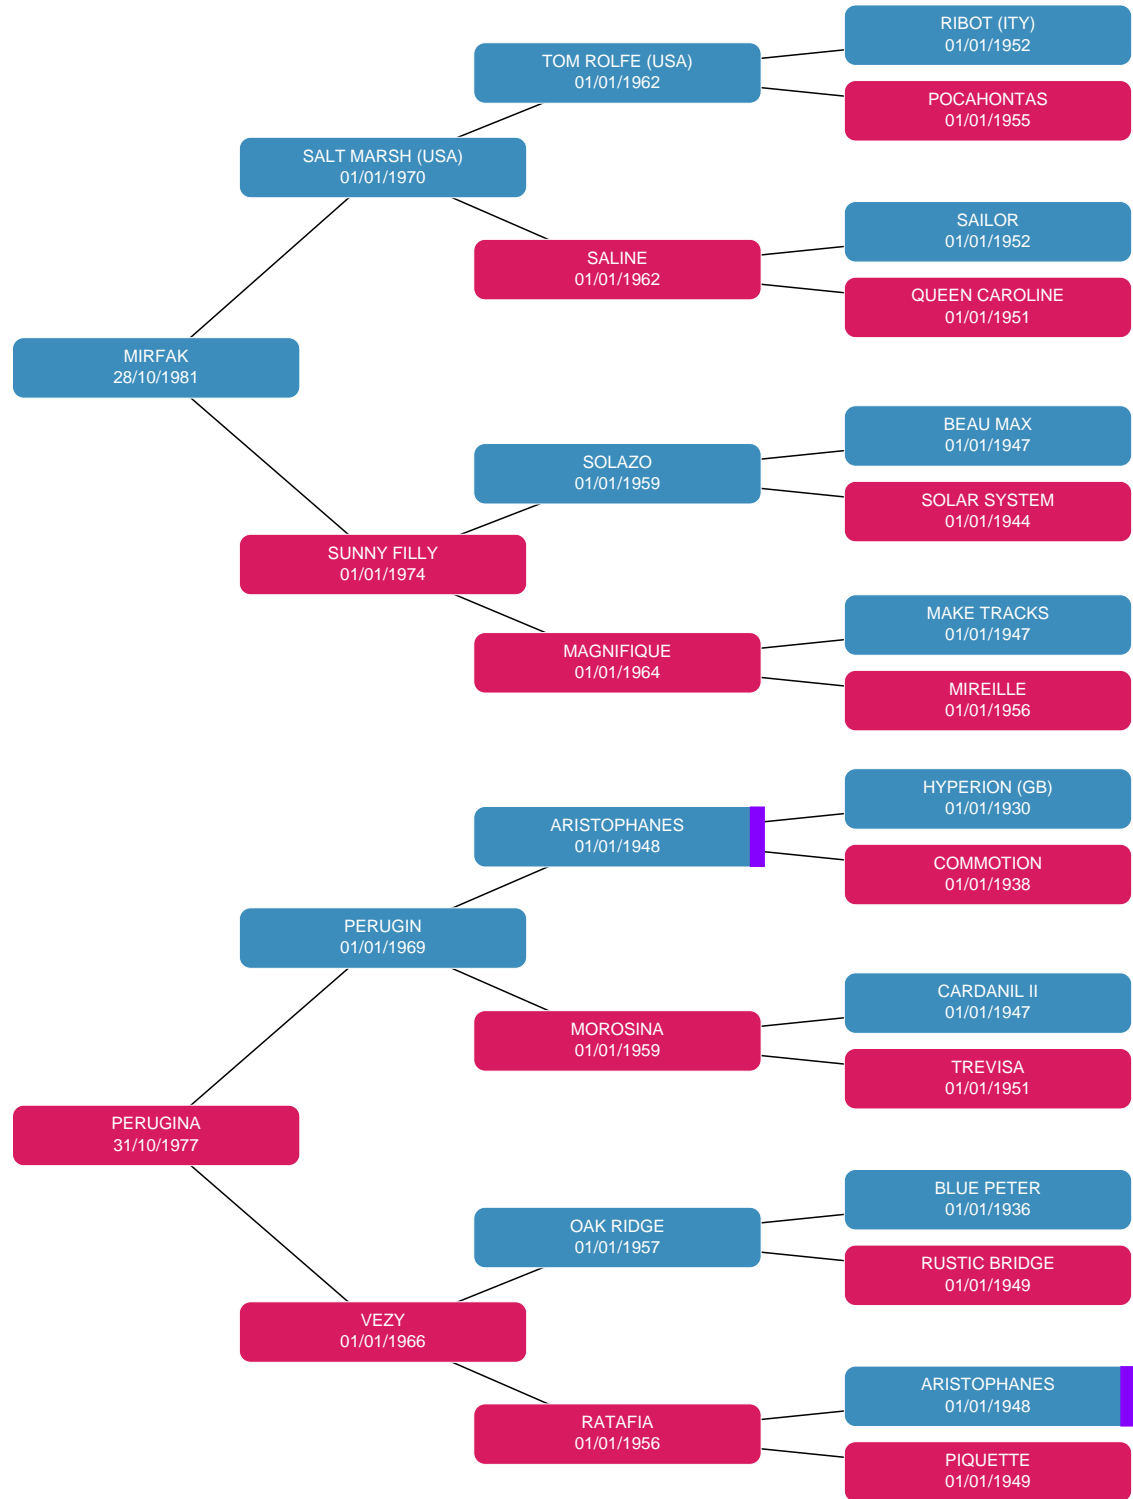 RIBOT (ITY)
01/01/1952
TOM ROLFE (USA)
01/01/1962
POCAHONTAS
01/01/1955
SALT MARSH (USA)
01/01/1970
SAILOR
01/01/1952
SALINE
01/01/1962
QUEEN CAROLINE
01/01/1951
MIRFAK
28/10/1981
BEAU MAX
01/01/1947
SOLAZO
01/01/1959
SOLAR SYSTEM
01/01/1944
SUNNY FILLY
01/01/1974
MAKE TRACKS
01/01/1947
MAGNIFIQUE
01/01/1964
MIREILLE
01/01/1956
HYPERION (GB)
01/01/1930
ARISTOPHANES
01/01/1948
COMMOTION
01/01/1938
PERUGIN
01/01/1969
CARDANIL II
01/01/1947
MOROSINA
01/01/1959
TREVISA
01/01/1951
PERUGINA
31/10/1977
BLUE PETER
01/01/1936
OAK RIDGE
01/01/1957
RUSTIC BRIDGE
01/01/1949
VEZY
01/01/1966
ARISTOPHANES
01/01/1948
RATAFIA
01/01/1956
PIQUETTE
01/01/1949